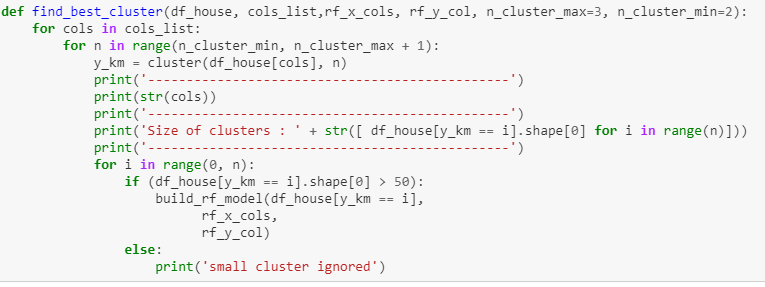 def find_best_cluster(df_house, cols_list,rf_x_cols, rf_y_col, n_cluster_max=3, n_cluster_min=2):
    for cols in cols_list:
        for n in range(n_cluster_min, n_cluster_max + 1):
            y_km = cluster(df_house[cols], n)
            print('---------------------------------------------')
            print(str(cols))
            print('---------------------------------------------')
            print('Size of clusters : ' + str([ df_house[y_km == i].shape[0] for i in range(n)]))
            print('---------------------------------------------')
            for i in range(0, n):
                if (df_house[y_km == i].shape[0] > 50):
                    build_rf_model(df_house[y_km == i],
                          rf_x_cols,
                          rf_y_col)
                else:
                    print('small cluster ignored')